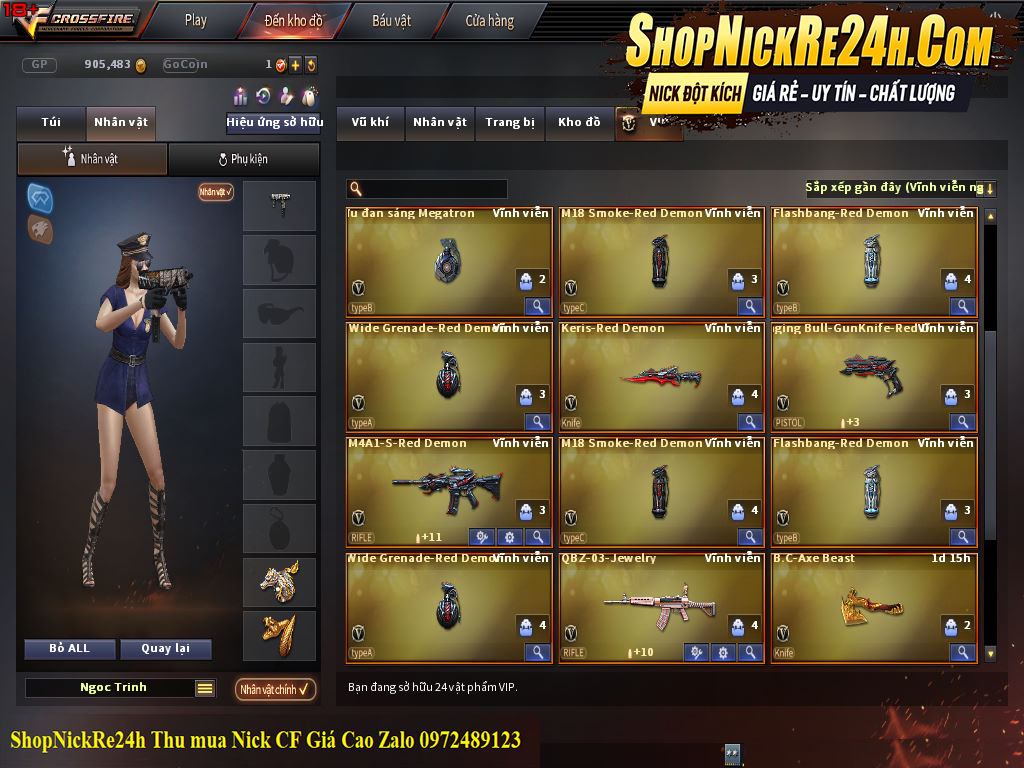 18+
CROSSFIRE
Play
Đến kho đồ
Báu vật
Cửa hàng
SHOPNICKRE24H.COM
NICK ĐỘT KÍCH GIÁ RẺ - UY TÍN - CHẤT LƯỢNG
GP 905,483 GoCoin 1
Túi
Nhân vật
Hiệu ứng sở hữu
Vũ khí
Nhân vật
Trang bị
Kho đồ
Nhân vật
Phụ kiện
Nhân vật
Sắp xếp gần đây (Vĩnh viễn ng
u đan sáng Megatron Vĩnh viễn
2
typeB
M18 Smoke-Red Demon Vĩnh viễn
3
typeC
Flashbang-Red Demon Vĩnh viễn
4
typeB
Wide Grenade-Red Demon Vĩnh viễn
3
typeA
Keris-Red Demon Vĩnh viễn
4
Knife
ging Bull-GunKnife-Red Vĩnh viễn
3
PISTOL +3
M4A1-S-Red Demon Vĩnh viễn
3
RIFLE +11
M18 Smoke-Red Demon Vĩnh viễn
4
typeC
Flashbang-Red Demon Vĩnh viễn
3
typeB
Wide Grenade-Red Demon Vĩnh viễn
4
typeA
QBZ-03-Jewelry Vĩnh viễn
4
RIFLE +10
B.C-Axe Beast 1d 15h
2
Knife
Bỏ ALL
Quay lại
Ngoc Trinh
Nhân vật chính
Bạn đang sở hữu 24 vật phẩm VIP.
ShopNickRe24h Thu mua Nick CF Giá Cao Zalo 0972489123